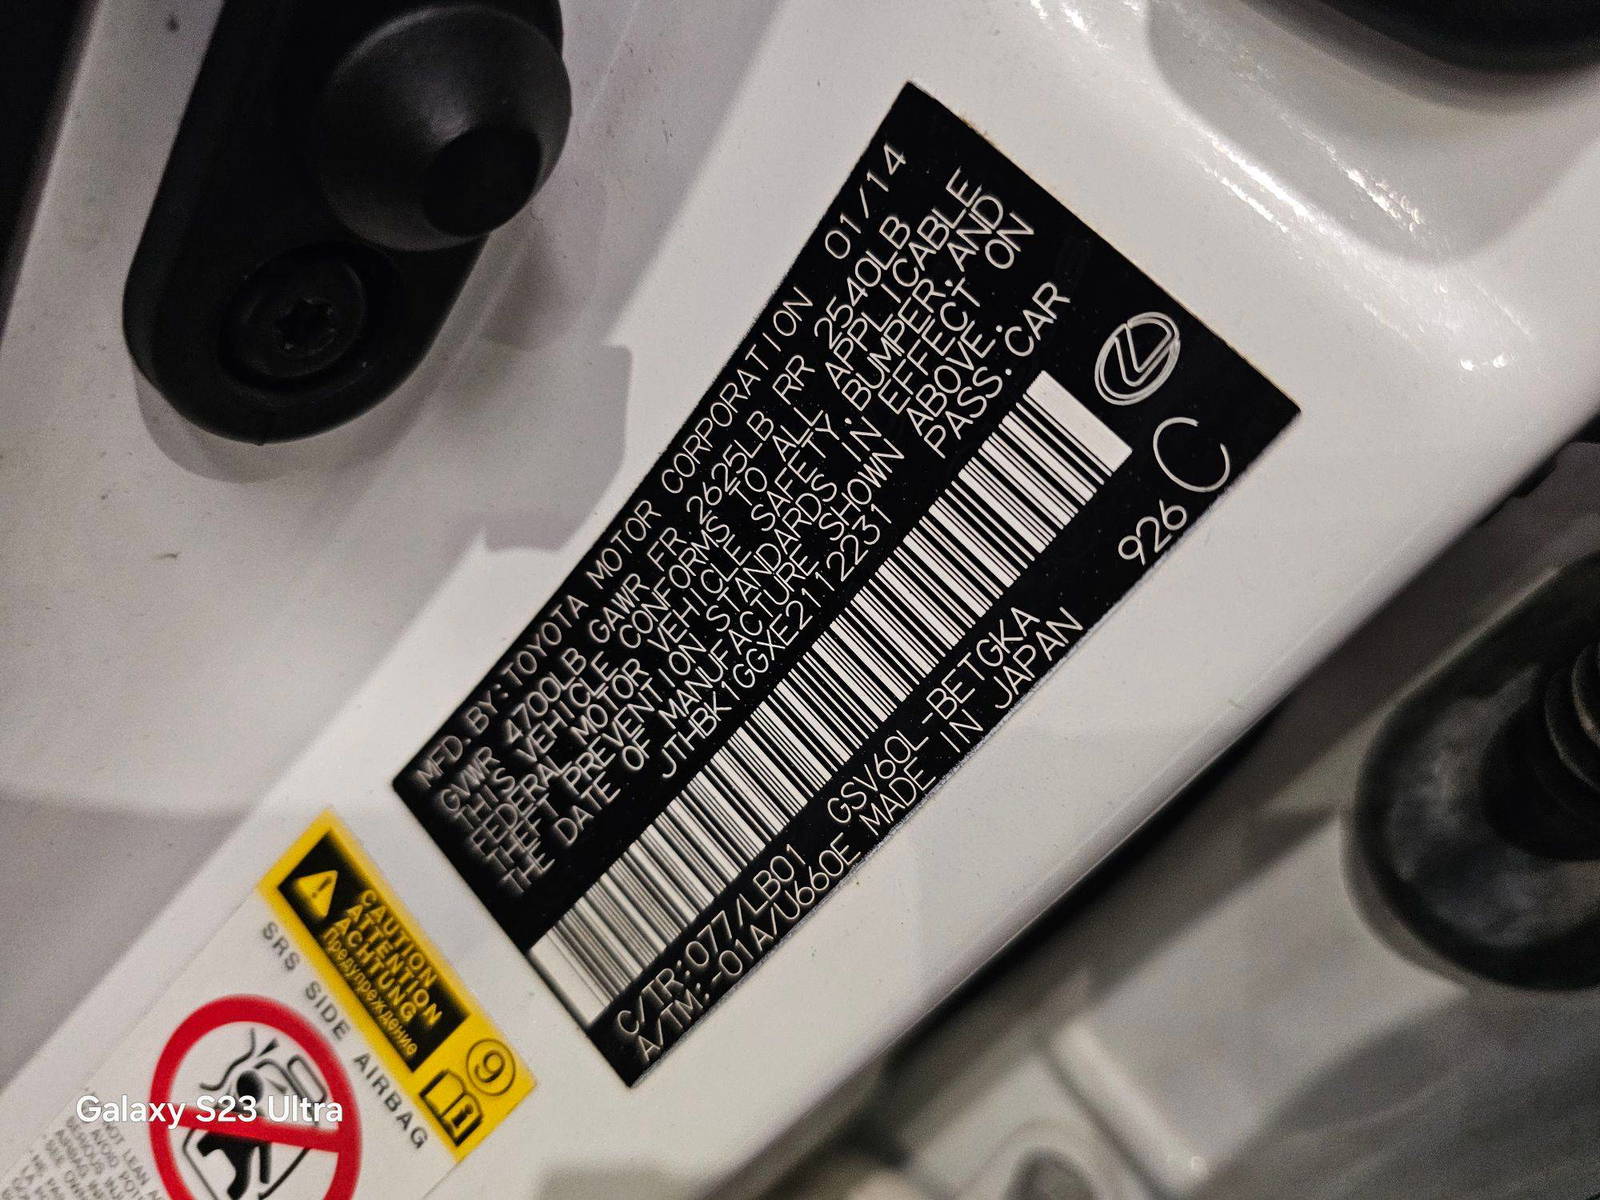 MFD. BY: TOYOTA MOTOR CORPORATION 01/14
GVWR 4700LB GAWR FR 2625LB RR 2540LB
THIS VEHICLE CONFORMS TO ALL APPLICABLE
FEDERAL MOTOR VEHICLE SAFETY, BUMPER, AND
THEFT PREVENTION STANDARDS IN EFFECT ON
THE DATE OF MANUFACTURE SHOWN ABOVE.
JTHBK1GGXE2112231 PASS. CAR
C/TR: 077/LB01 GSV60L-BETGKA
A/TM: -01A/U660E MADE IN JAPAN
926 C
CAUTION
ATTENTION
ACHTUNG
Предупреждение
9
i
SRS SIDE AIRBAG
Galaxy S23 Ultra